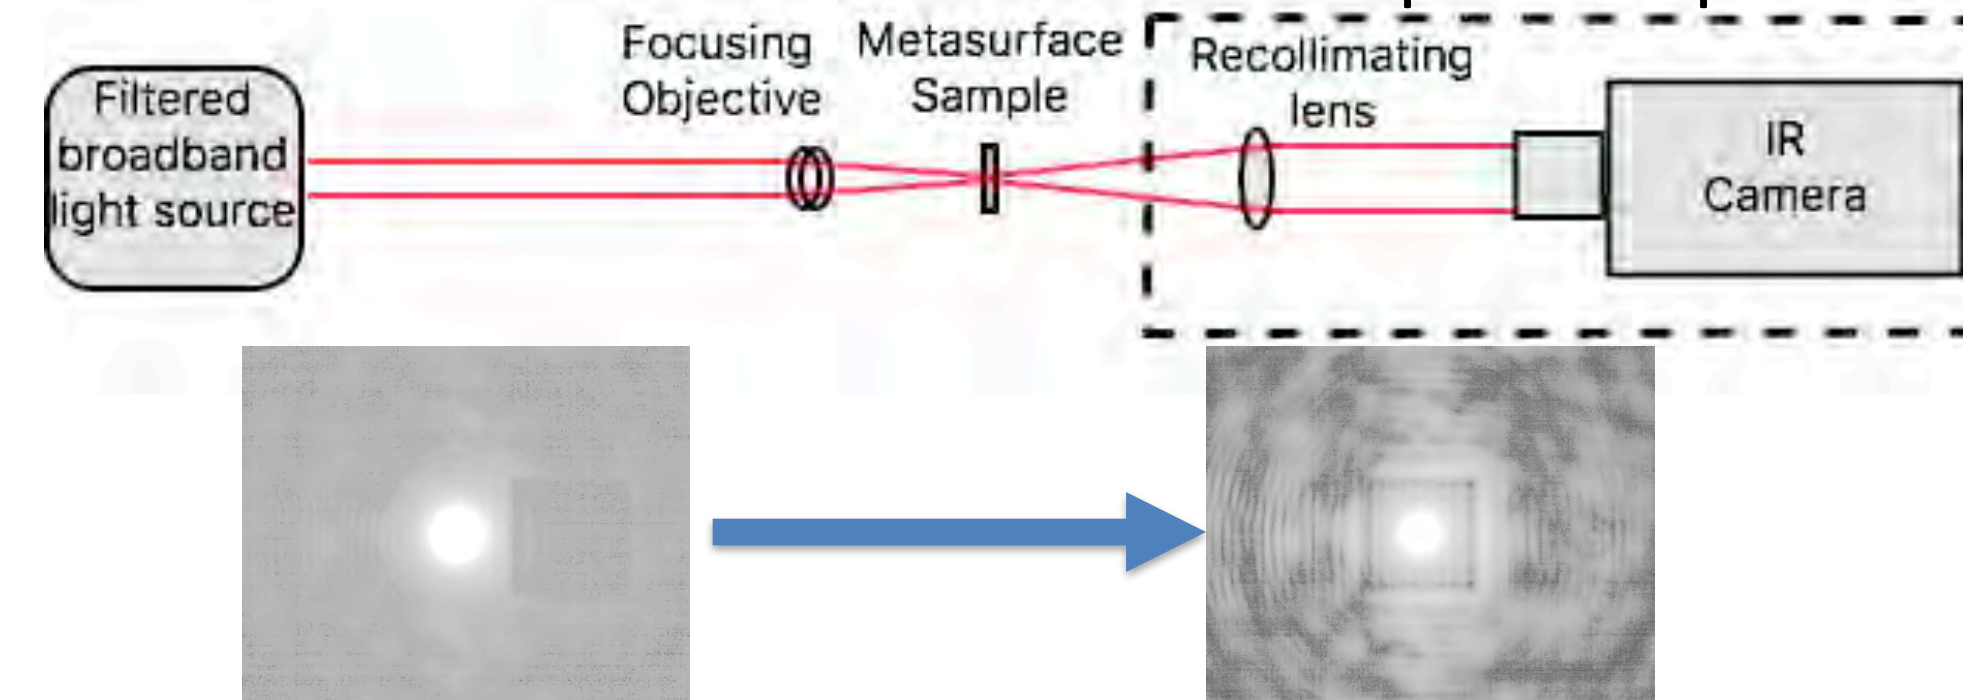 Filtered
broadband
light source
Focusing
Objective
Metasurface
Sample
Recollimating
lens
IR
Camera